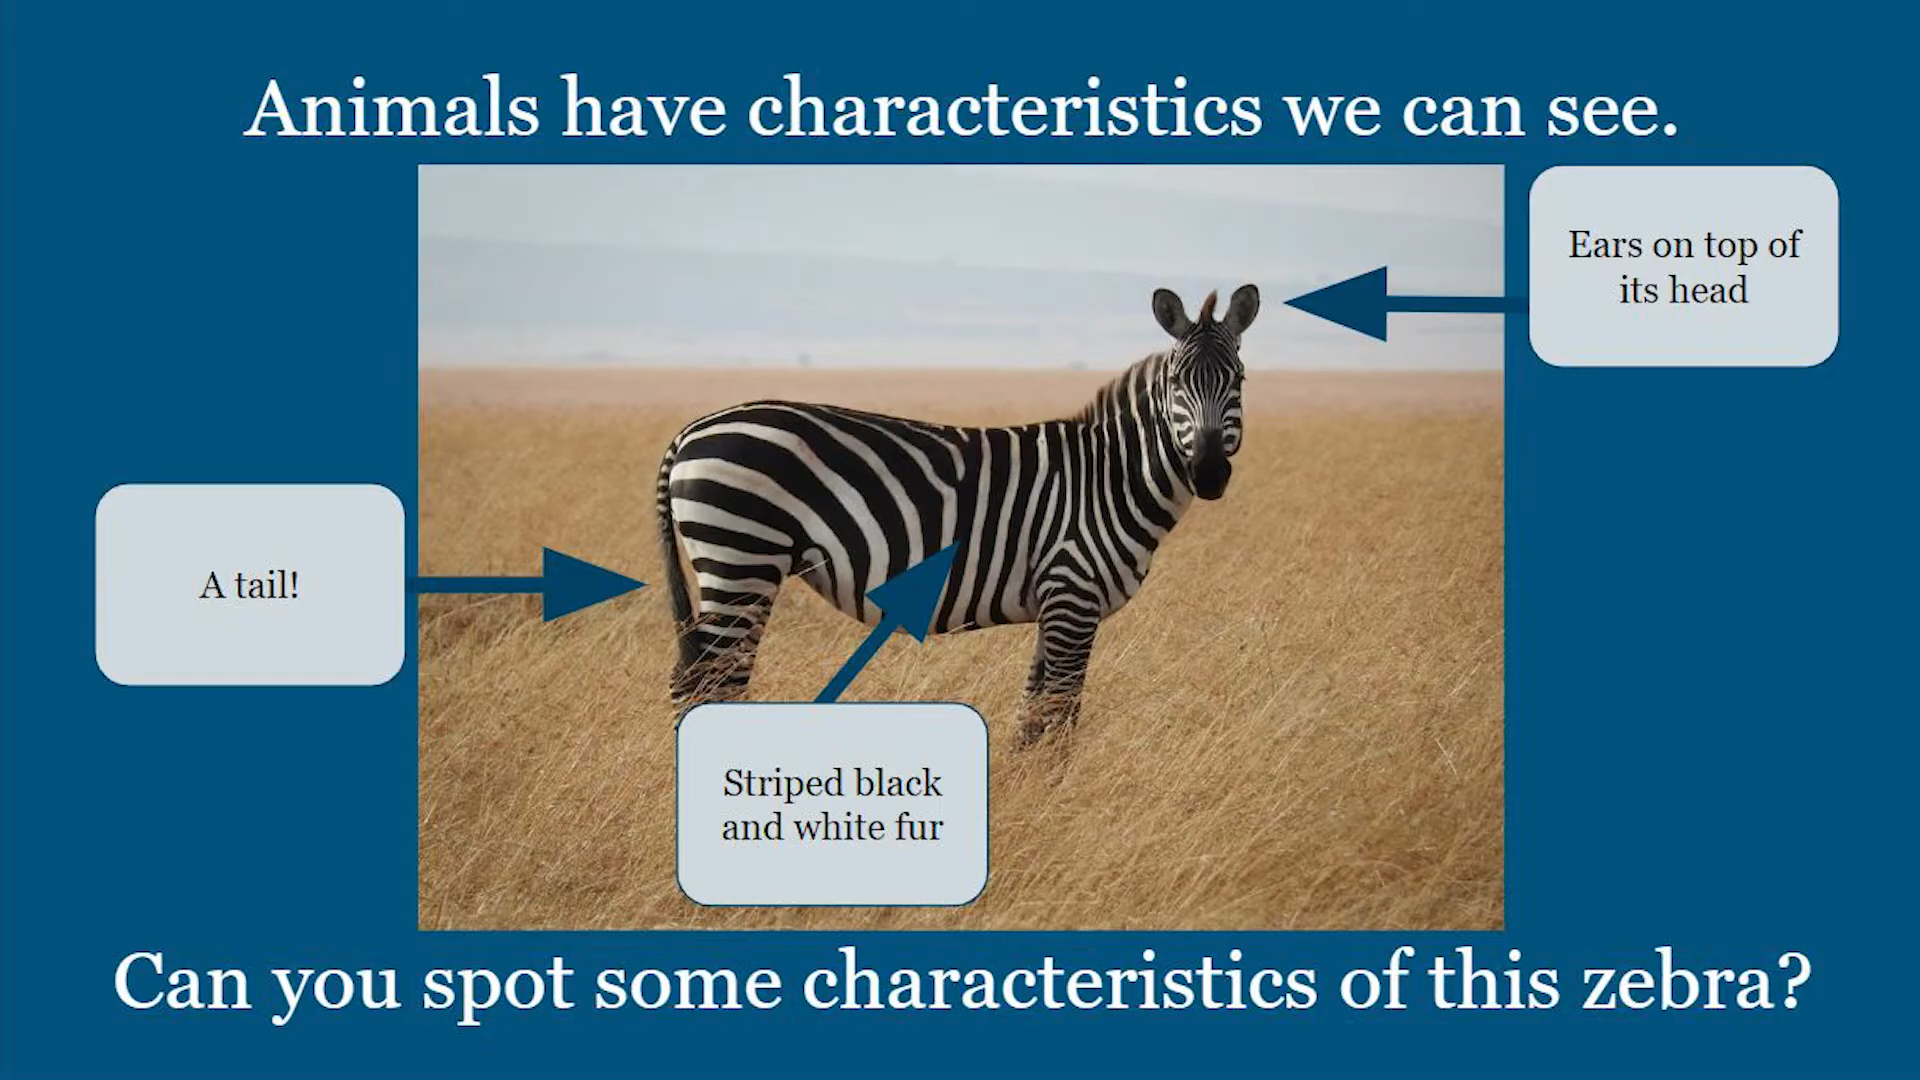 Animals have characteristics we can see.
Ears on top of
its head
A tail!
Striped black
and white fur
Can you spot some characteristics of this zebra?